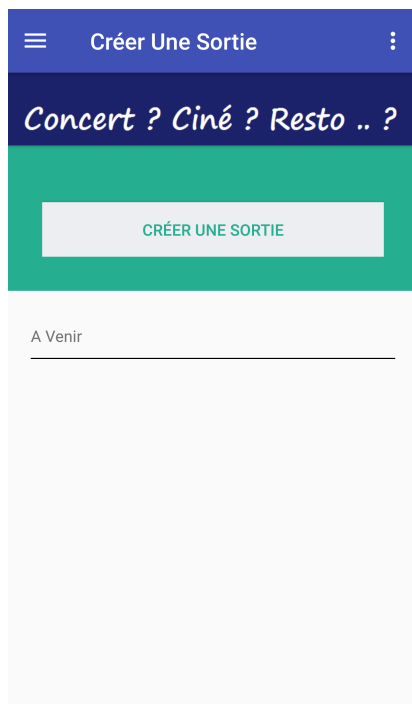 Créer Une Sortie
Concert ? Ciné ? Resto .. ?
CRÉER UNE SORTIE
A Venir